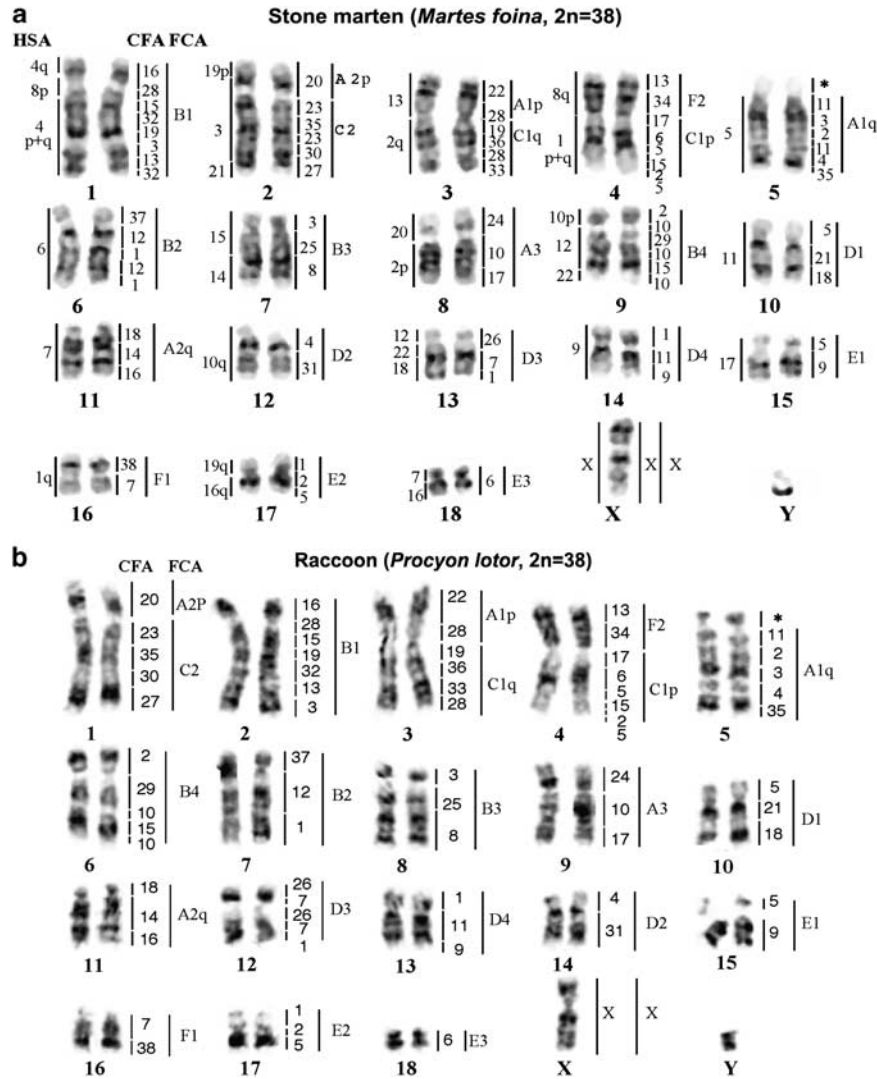 a
Stone marten (Martes foina, 2n=38)
HSA CFA FCA
4q
8p
4
p+q
16
28
15
32
19
3
13
32
B1
1
19p
3
21
20
23
35
23
30
27
A 2p
C2
2
13
2q
22
28
19
36
28
33
A1p
C1q
3
8q
1
p+q
13
34
17
6
5
15
2
5
F2
C1p
4
5
*
11
3
2
11
4
35
A1q
5
6
37
12
1
12
1
B2
6
15
14
3
25
8
B3
7
20
2p
24
10
17
A3
8
10p
12
22
2
10
29
10
15
10
B4
9
11
5
21
18
D1
10
7
18
14
16
A2q
11
10q
4
31
D2
12
12
22
18
26
7
1
D3
13
9
1
11
9
D4
14
17
5
9
E1
15
1q
38
7
F1
16
19q
16q
1
2
5
E2
17
7
16
6
E3
18
X
X
X
X
Y
b
Raccoon (Procyon lotor, 2n=38)
CFA FCA
20
23
35
30
27
A2P
C2
1
16
28
15
19
32
13
3
B1
2
22
28
19
36
33
28
A1p
C1q
3
13
34
17
6
5
15
2
5
F2
C1p
4
*
11
2
3
4
35
A1q
5
2
29
10
15
10
B4
6
37
12
1
B2
7
3
25
8
B3
8
24
10
17
A3
9
5
21
18
D1
10
18
14
16
A2q
11
26
7
26
7
1
D3
12
1
11
9
D4
13
4
31
D2
14
5
9
E1
15
7
38
F1
16
1
2
5
E2
17
6
E3
18
X
X
X
Y